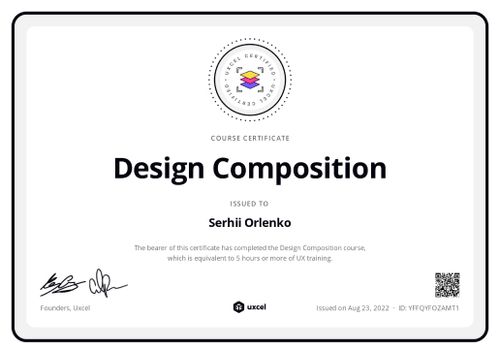 UXCEL CERTIFIED · UXCEL CERTIFIED ·
COURSE CERTIFICATE
Design Composition
ISSUED TO
Serhii Orlenko
The bearer of this certificate has completed the Design Composition course,
which is equivalent to 5 hours or more of UX training.
Founders, Uxcel
uxcel
Issued on Aug 23, 2022 · ID: YFFQYFOZAMT1